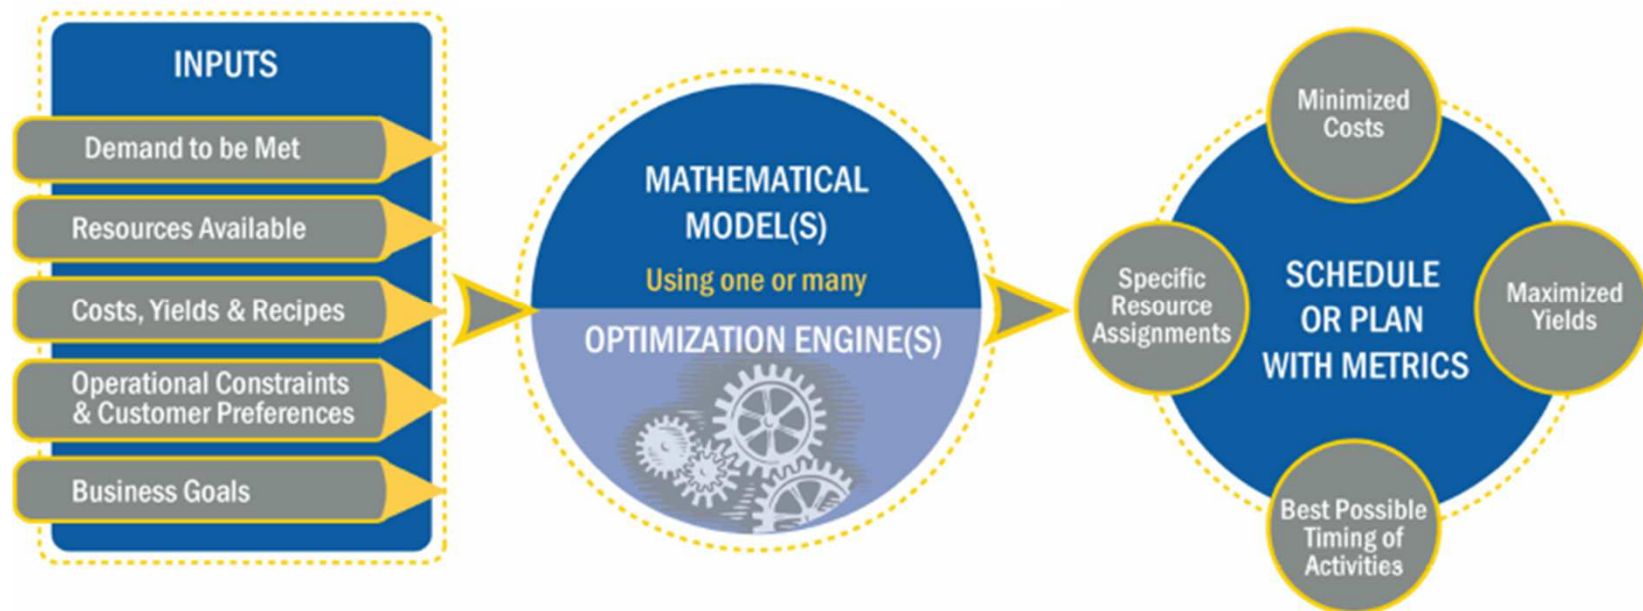 INPUTS
Demand to be Met
Resources Available
Costs, Yields & Recipes
Operational Constraints
& Customer Preferences
Business Goals
MATHEMATICAL
MODEL(S)
Using one or many
OPTIMIZATION ENGINE(S)
Minimized
Costs
Specific
Resource
Assignments
SCHEDULE
OR PLAN
WITH METRICS
Maximized
Yields
Best Possible
Timing of
Activities